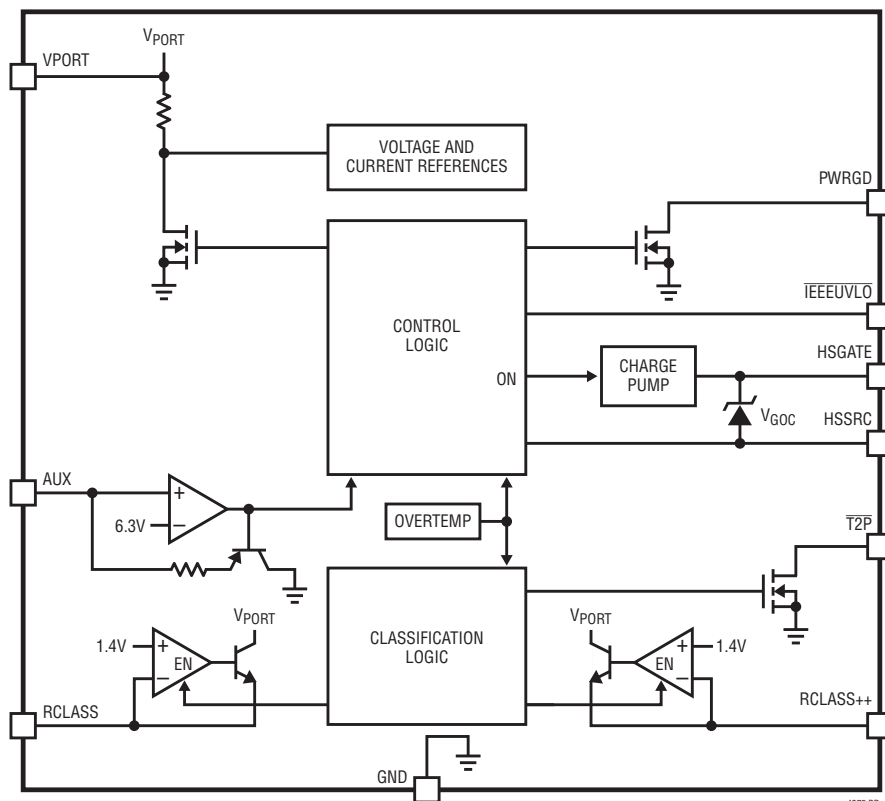 VPORT
VPORT
VOLTAGE AND
CURRENT REFERENCES
PWRGD
IEEEUVLO
CONTROL
LOGIC
ON
CHARGE
PUMP
HSGATE
VGOC
HSSRC
AUX
+
6.3V
−
OVERTEMP
T2P
VPORT
1.4V
+
EN
−
CLASSIFICATION
LOGIC
VPORT
+
1.4V
EN
−
RCLASS
RCLASS++
GND